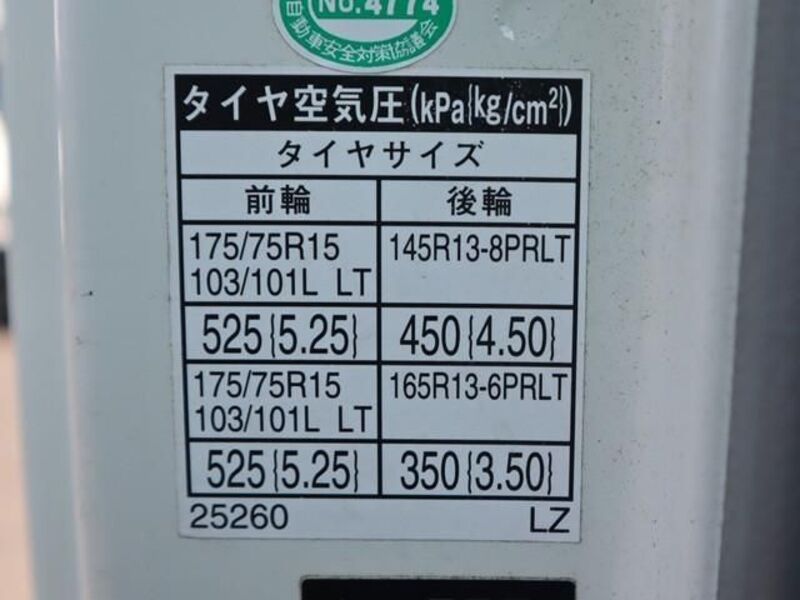 No.4774
自動車安全対策協議会
タイヤ空気圧(kPa{kg/cm²})
タイヤサイズ
前輪 後輪
175/75R15 145R13-8PRLT
103/101L LT
525{5.25} 450{4.50}
175/75R15 165R13-6PRLT
103/101L LT
525{5.25} 350{3.50}
25260 LZ